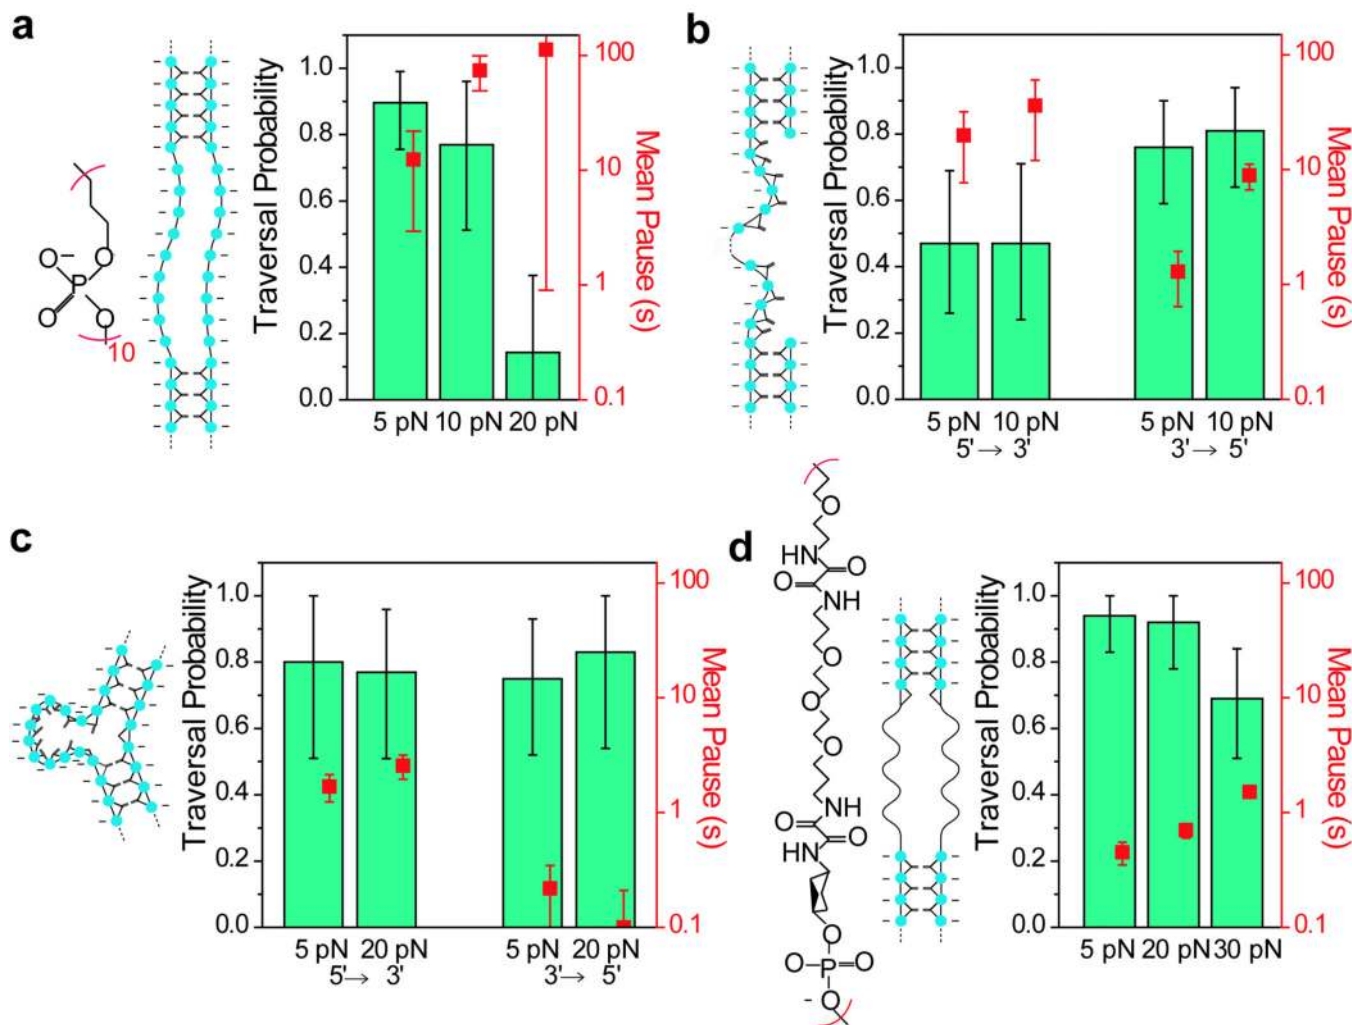 a
Traversal Probability
1.0
0.8
0.6
0.4
0.2
0.0
5 pN 10 pN 20 pN
100
10
1
0.1
Mean Pause (s)
O
O
P
O
O
10
b
Traversal Probability
1.0
0.8
0.6
0.4
0.2
0.0
5 pN 10 pN 5 pN 10 pN
5'→ 3' 3'→ 5'
100
10
1
0.1
Mean Pause (s)
c
Traversal Probability
1.0
0.8
0.6
0.4
0.2
0.0
5 pN 20 pN 5 pN 20 pN
5'→ 3' 3'→ 5'
100
10
1
0.1
Mean Pause (s)
d
O
HN
O
O
NH
O
O
O
NH
O
O
HN
O
O-P=O
- O
Traversal Probability
1.0
0.8
0.6
0.4
0.2
0.0
5 pN 20 pN 30 pN
100
10
1
0.1
Mean Pause (s)